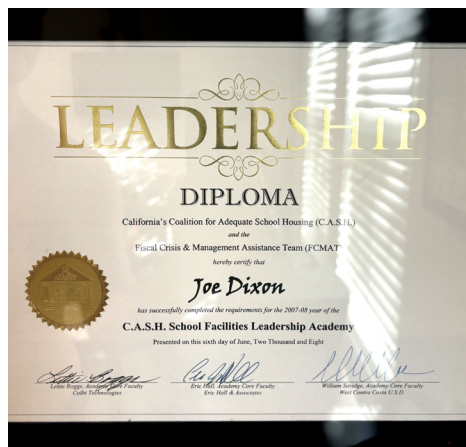 LEADERSHIP
DIPLOMA
California's Coalition for Adequate School Housing (C.A.S.H.)
and the
Fiscal Crisis & Management Assistance Team (FCMAT
hereby certify that
Joe Dixon
has successfully completed the requirements for the 2007-08 year of the
C.A.S.H. School Facilities Leadership Academy
Presented on this sixth day of June, Two Thousand and Eight
Lettie Boggs, Academy Core Faculty
Colbi Technologies
Eric Hall, Academy Core Faculty
Eric Hall & Associates
William Savidge, Academy Core Faculty
West Contra Costa U.S.D.